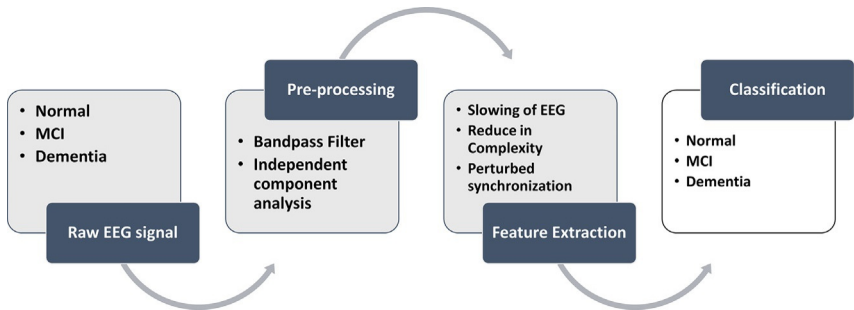 • Normal
• MCI
• Dementia
Raw EEG signal
Pre-processing
• Bandpass Filter
• Independent
component
analysis
• Slowing of EEG
• Reduce in
Complexity
• Perturbed
synchronization
Feature Extraction
Classification
• Normal
• MCI
• Dementia